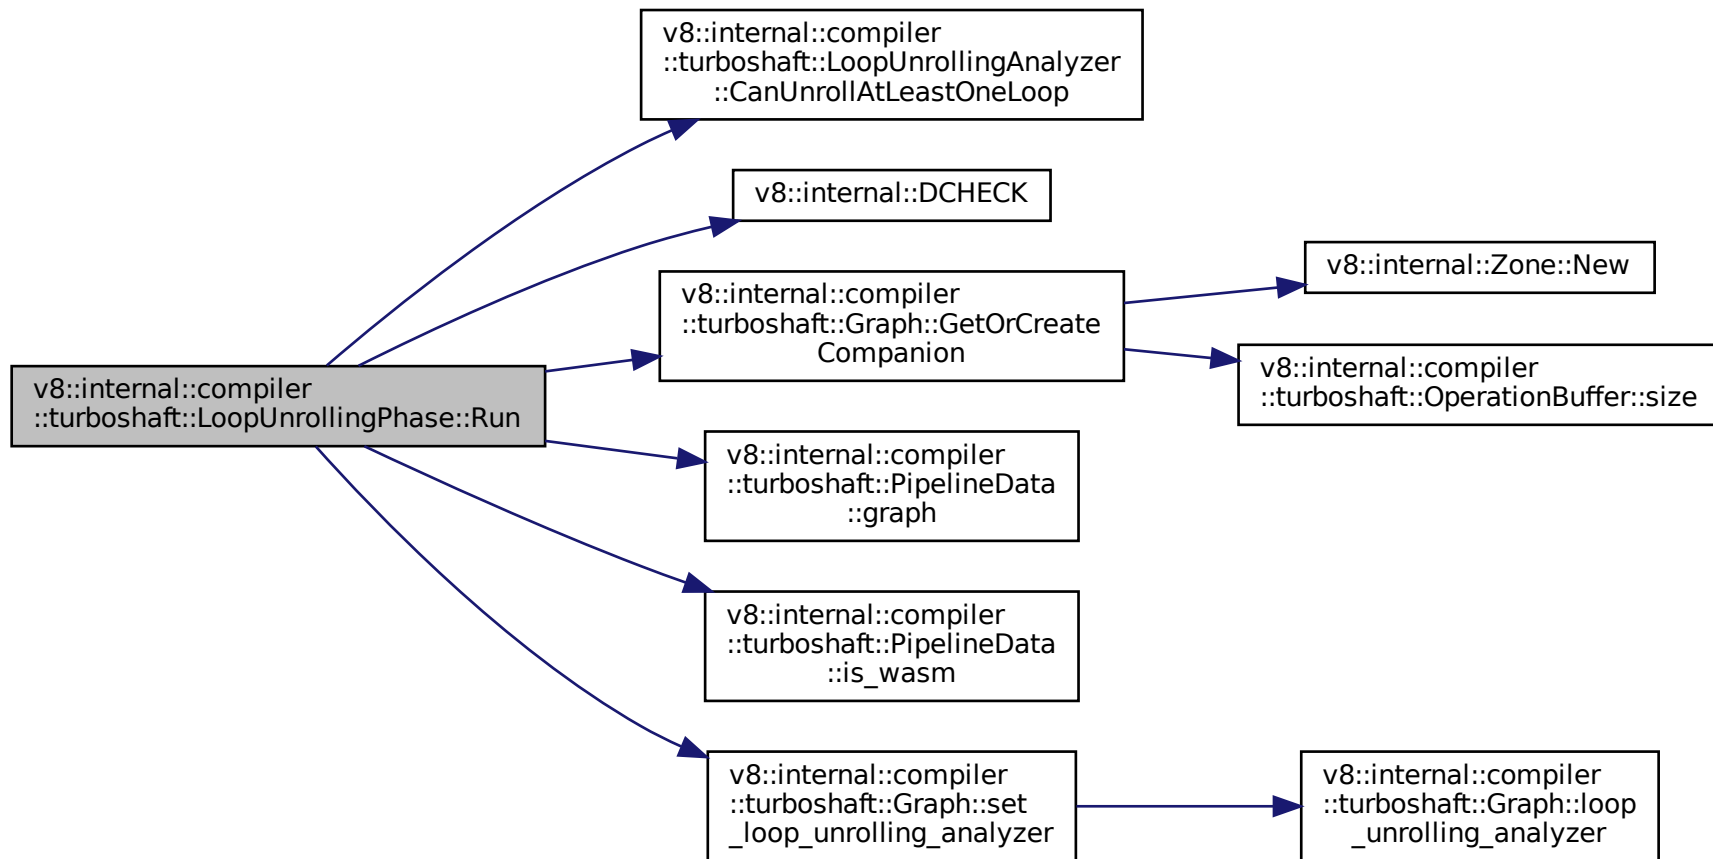 v8::internal::compiler
::turboshaft::LoopUnrollingAnalyzer
::CanUnrollAtLeastOneLoop
v8::internal::DCHECK
v8::internal::Zone::New
v8::internal::compiler
::turboshaft::Graph::GetOrCreate
Companion
v8::internal::compiler
::turboshaft::OperationBuffer::size
v8::internal::compiler
::turboshaft::LoopUnrollingPhase::Run
v8::internal::compiler
::turboshaft::PipelineData
::graph
v8::internal::compiler
::turboshaft::PipelineData
::is_wasm
v8::internal::compiler
::turboshaft::Graph::set
_loop_unrolling_analyzer
v8::internal::compiler
::turboshaft::Graph::loop
_unrolling_analyzer